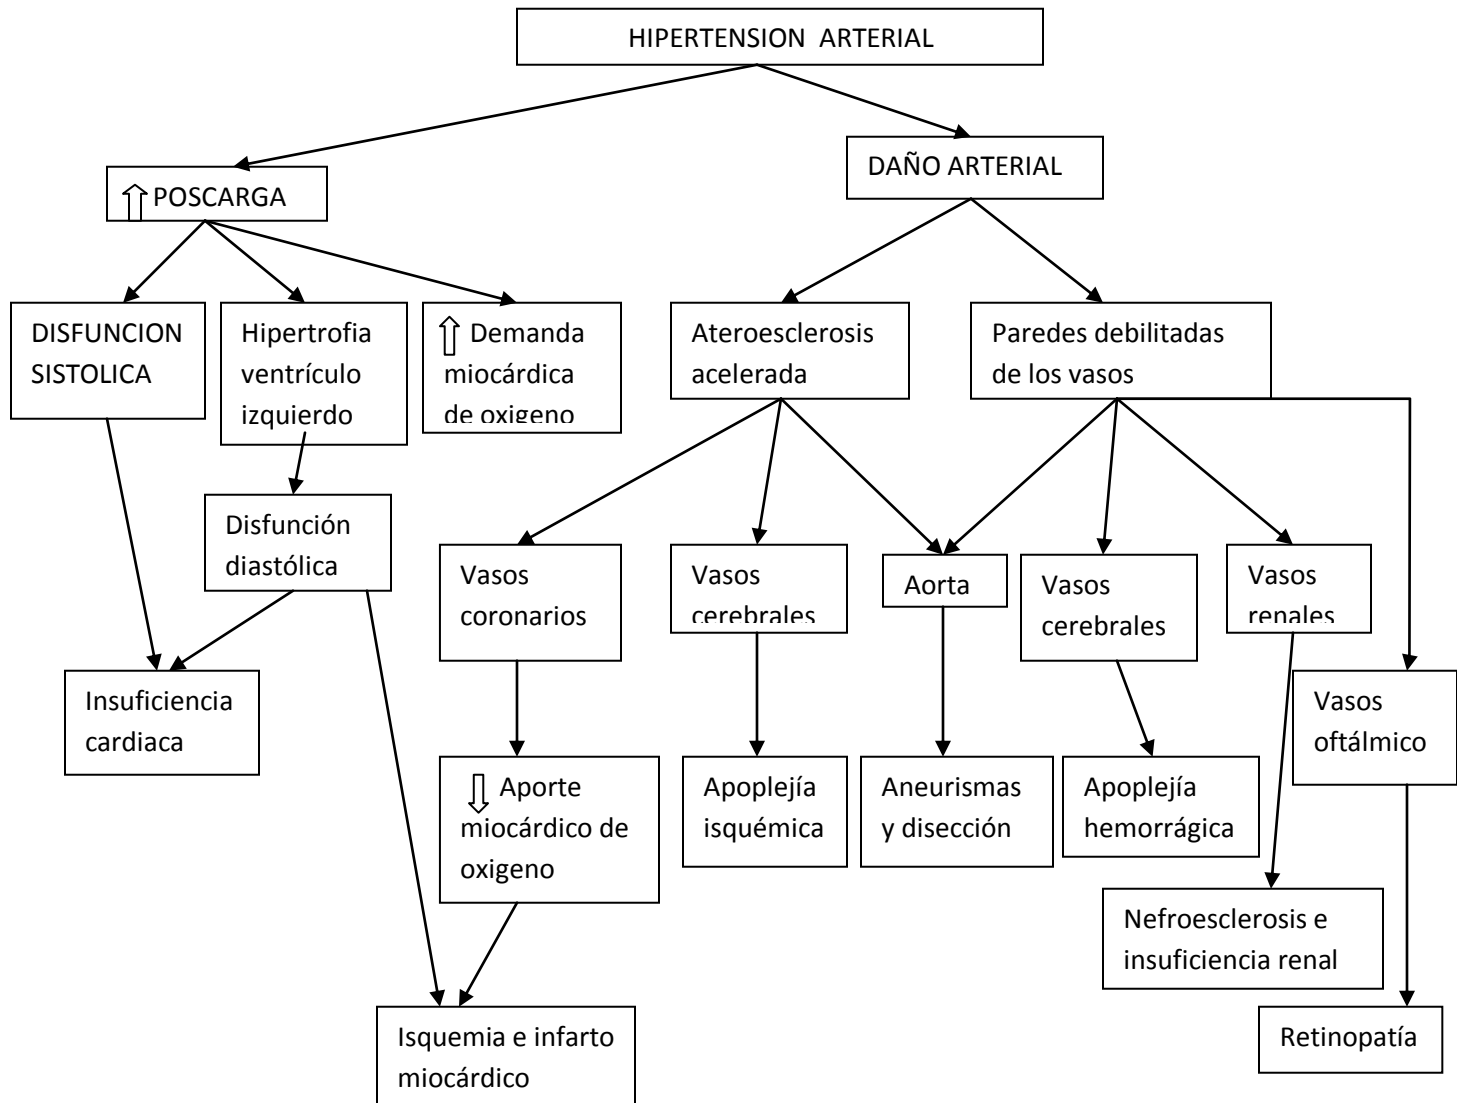 HIPERTENSION ARTERIAL
DAÑO ARTERIAL
⇧ POSCARGA
DISFUNCION
SISTOLICA
Hipertrofia
ventrículo
izquierdo
⇧ Demanda
miocárdica
de oxigeno
Ateroesclerosis
acelerada
Paredes debilitadas
de los vasos
Disfunción
diastólica
Vasos
coronarios
Vasos
cerebrales
Aorta
Vasos
cerebrales
Vasos
renales
Insuficiencia
cardiaca
Vasos
oftálmico
⇩ Aporte
miocárdico de
oxigeno
Apoplejía
isquémica
Aneurismas
y disección
Apoplejía
hemorrágica
Nefroesclerosis e
insuficiencia renal
Isquemia e infarto
miocárdico
Retinopatía